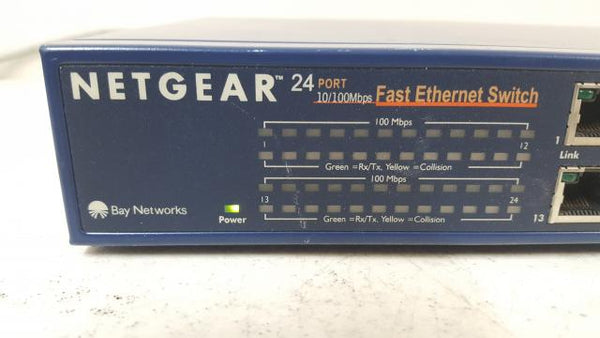 NETGEAR™ 24 PORT
10/100Mbps Fast Ethernet Switch
100 Mbps
1 12
Green =Rx/Tx, Yellow =Collision
100 Mbps
13 24
Green =Rx/Tx, Yellow =Collision
Bay Networks
Power
1
Link
13